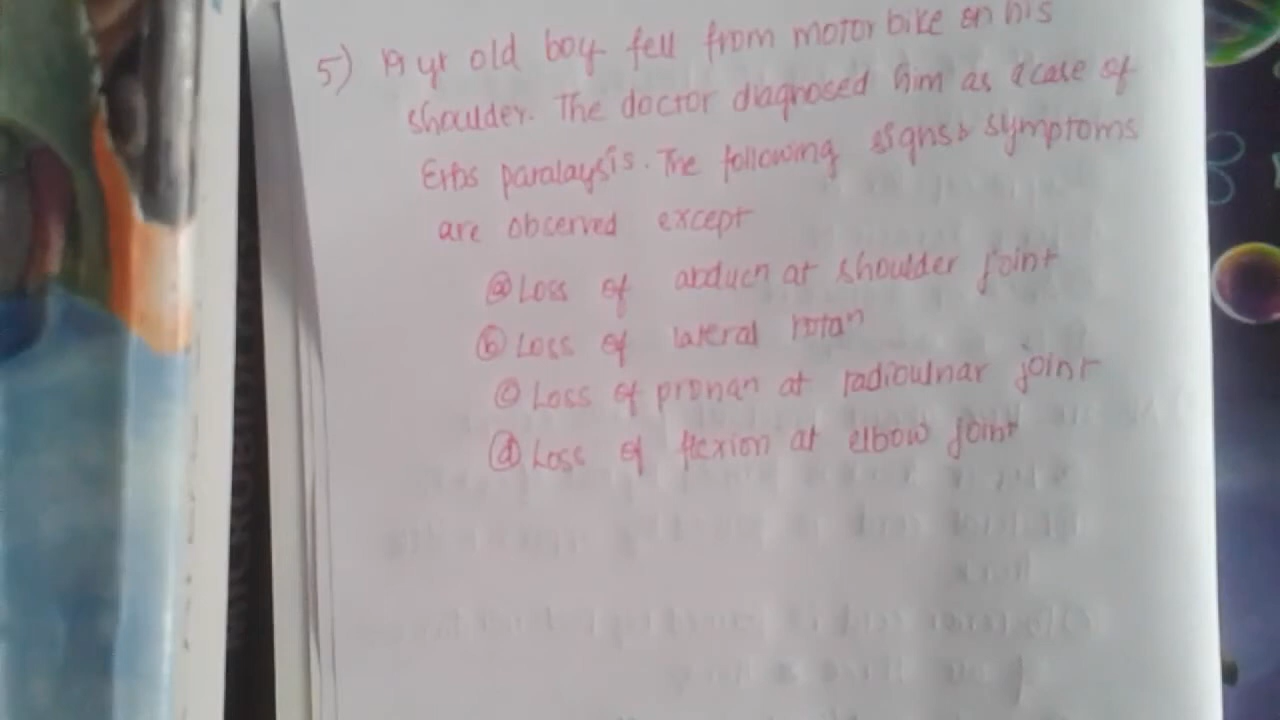 5) 19 yr old boy fell from motor bike on his
shoulder. The doctor diagnosed him as a case of
Erbs paralaysis. The following signs & symptoms
are observed except
ⓐ Loss of abducn at shoulder joint
ⓑ Loss of lateral rotaⁿ
ⓒ Loss of pronan at radioulnar joint
ⓓ Loss of flexion at elbow joint